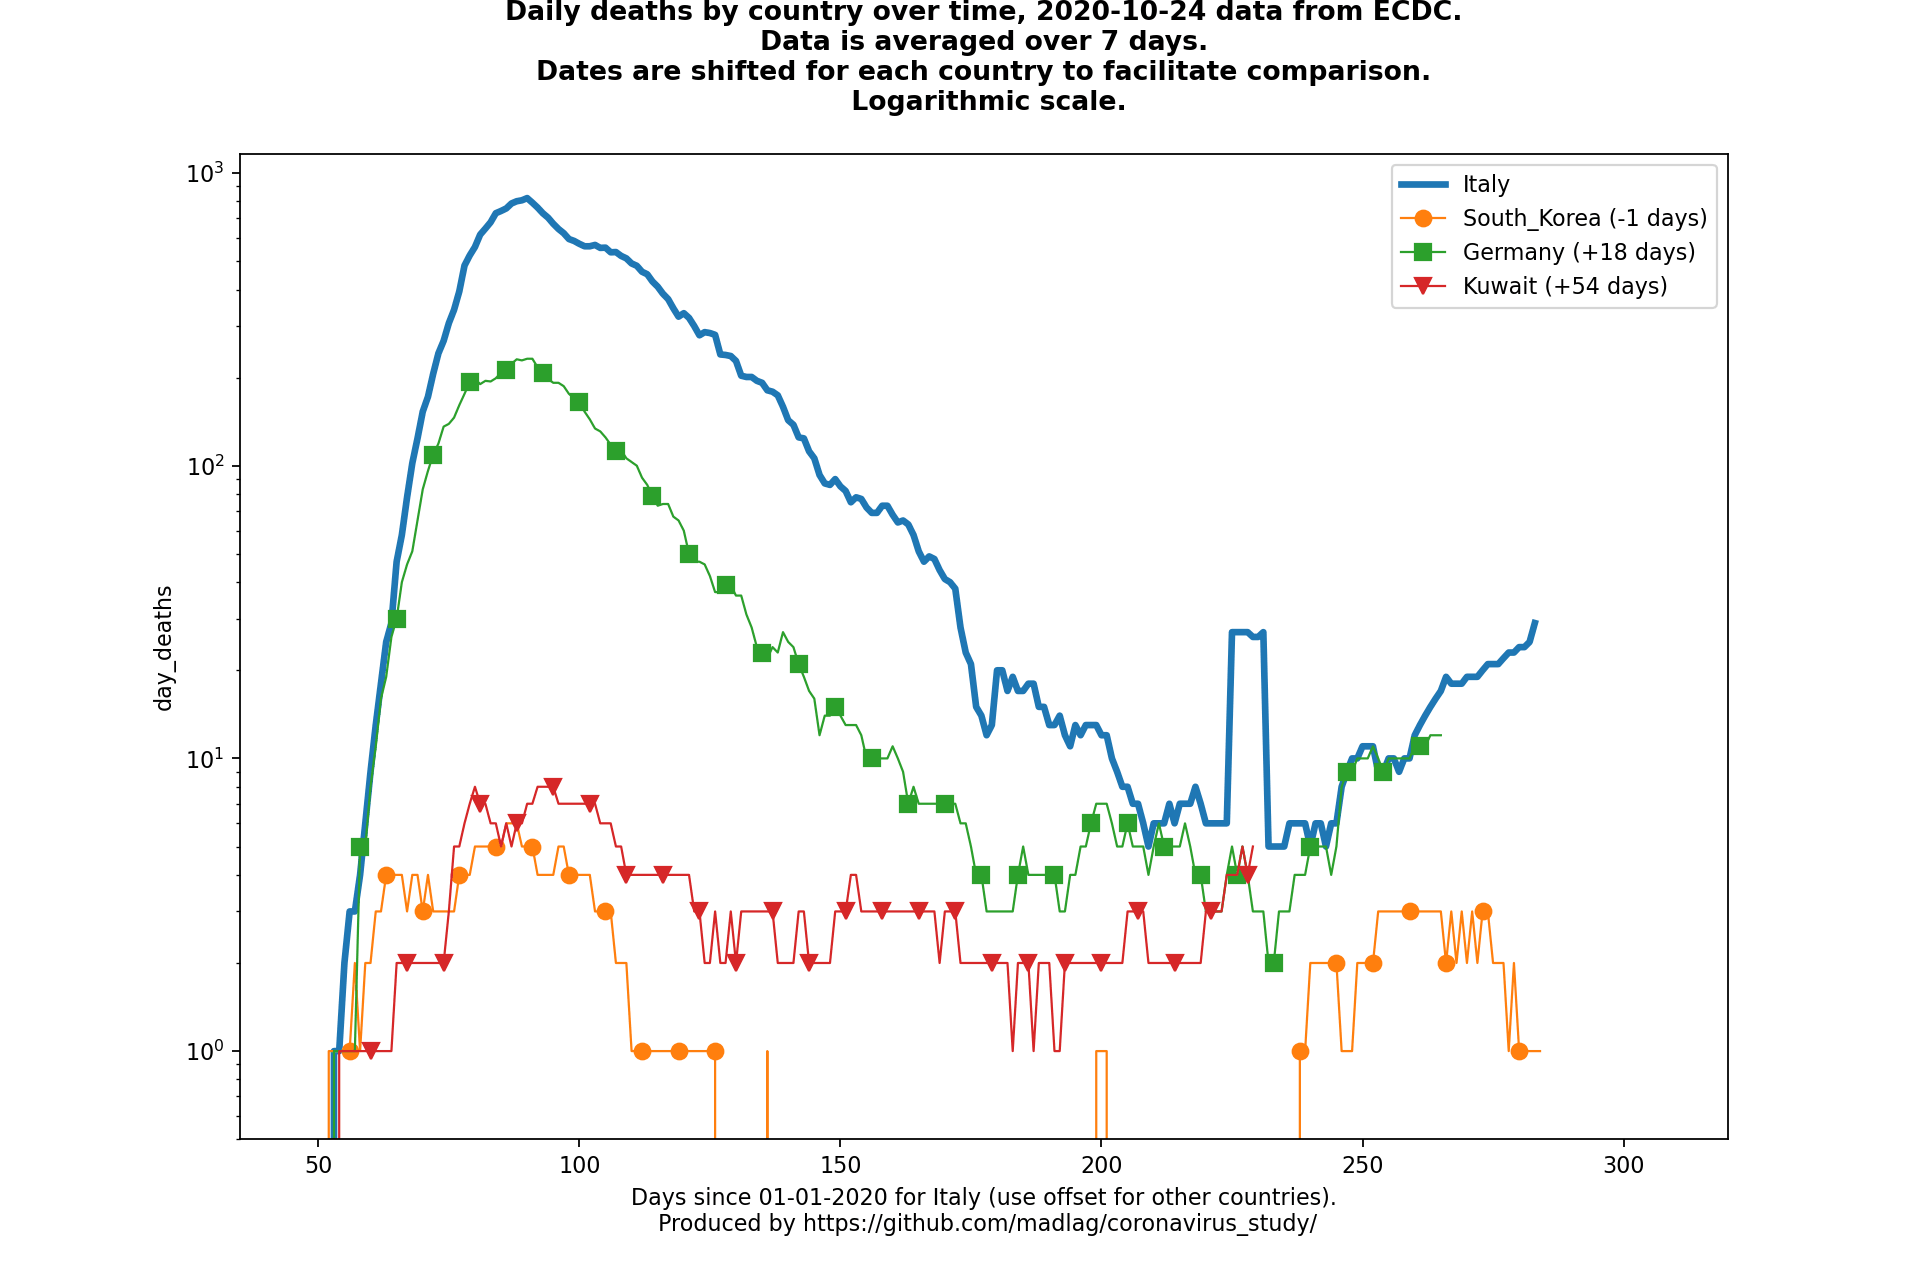 Daily deaths by country over time, 2020-10-24 data from ECDC.
Data is averaged over 7 days.
Dates are shifted for each country to facilitate comparison.
Logarithmic scale.
10³
10²
10¹
10⁰
day_deaths
Italy
South_Korea (-1 days)
Germany (+18 days)
Kuwait (+54 days)
50 100 150 200 250 300
Days since 01-01-2020 for Italy (use offset for other countries).
Produced by https://github.com/madlag/coronavirus_study/